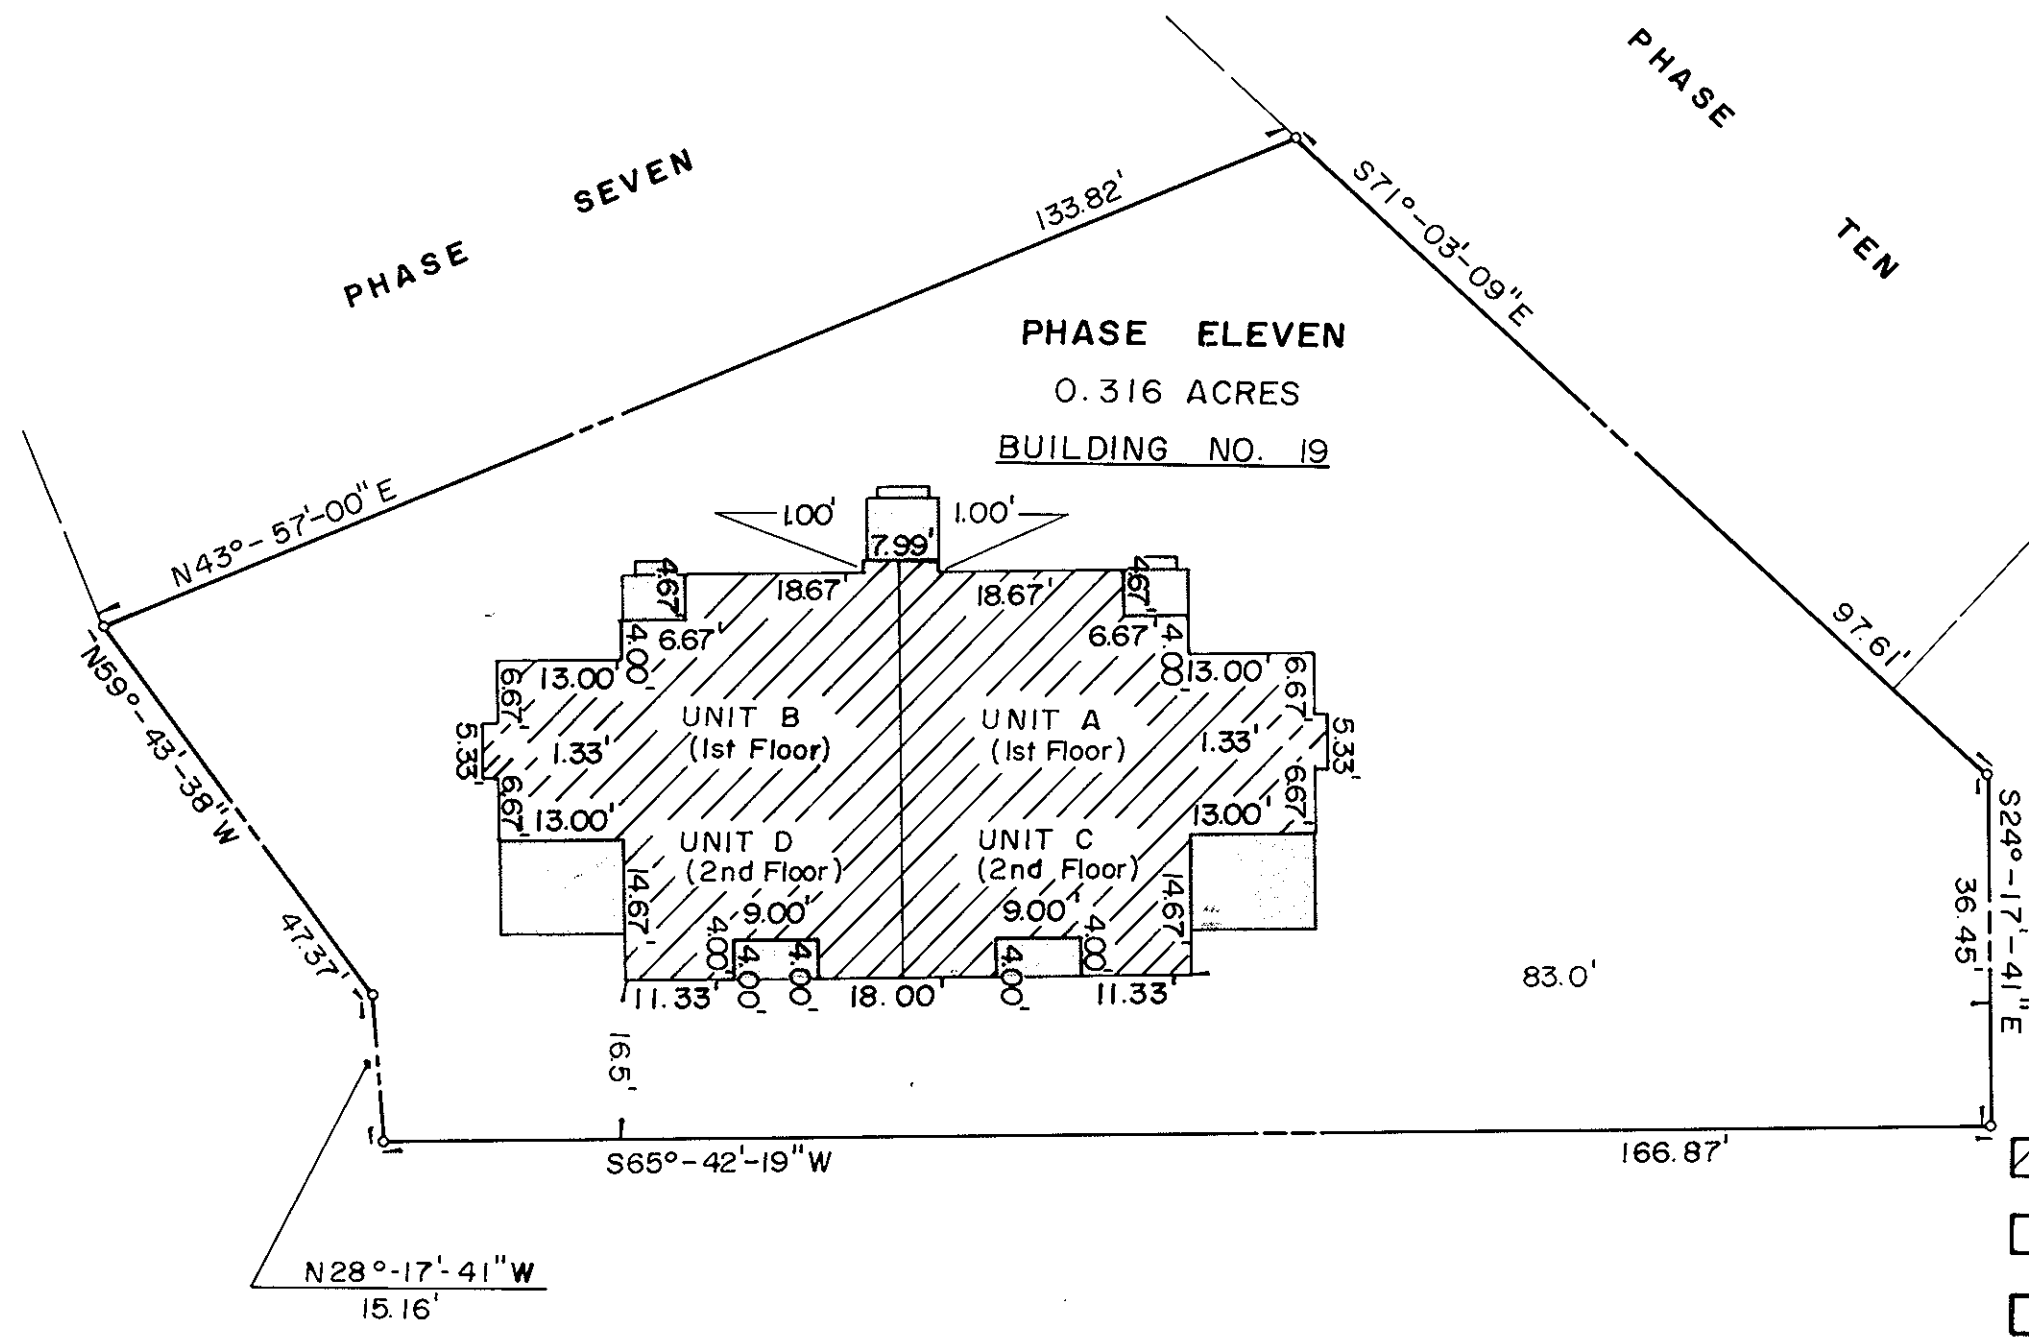 PHASE
TEN
PHASE SEVEN
133.82'
S71°-03'-09"E
97.61'
PHASE ELEVEN
0.316 ACRES
BUILDING NO. 19
N43°-57'-00"E
1.00'
1.00'
7.99'
4.67'
18.67'
18.67'
4.67'
6.67'
4.00'
6.67'
4.00'
13.00'
13.00'
6.67'
6.67'
N59°-43'-38"W
47.37'
UNIT B
(1st Floor)
UNIT A
(1st Floor)
5.33'
1.33'
1.33'
5.33'
6.67'
6.67'
13.00'
13.00'
UNIT D
(2nd Floor)
UNIT C
(2nd Floor)
14.67'
14.67'
9.00'
9.00'
4.00'
4.00'
4.00'
4.00'
4.00'
11.33'
18.00'
11.33'
83.0'
S24°-17'-41"E
36.45'
16.5'
S65°-42'-19"W
166.87'
N28°-17'-41"W
15.16'